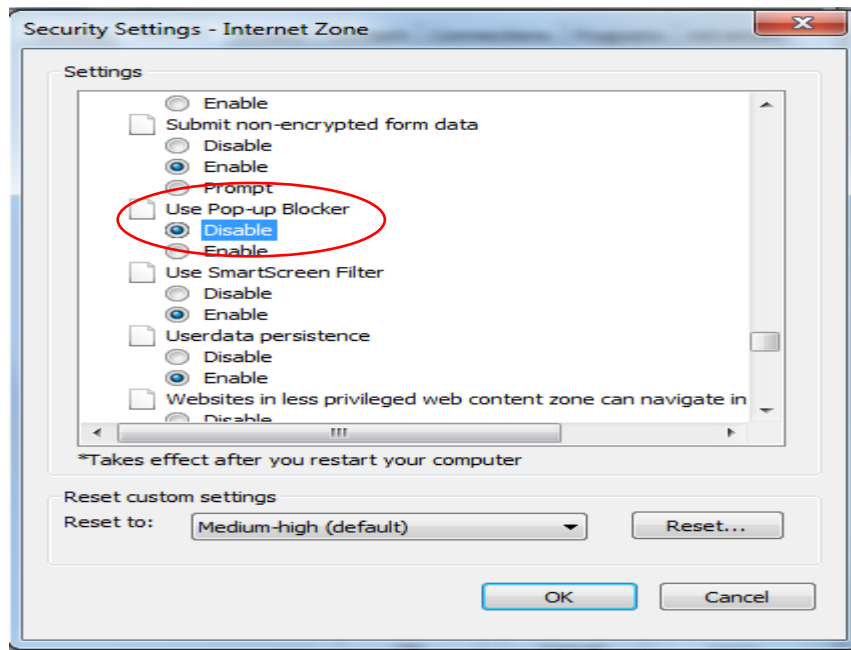 Security Settings - Internet Zone
Settings
Enable
Submit non-encrypted form data
Disable
Enable
Prompt
Use Pop-up Blocker
Disable
Enable
Use SmartScreen Filter
Disable
Enable
Userdata persistence
Disable
Enable
Websites in less privileged web content zone can navigate in
Disable
*Takes effect after you restart your computer
Reset custom settings
Reset to: Medium-high (default) Reset...
OK Cancel